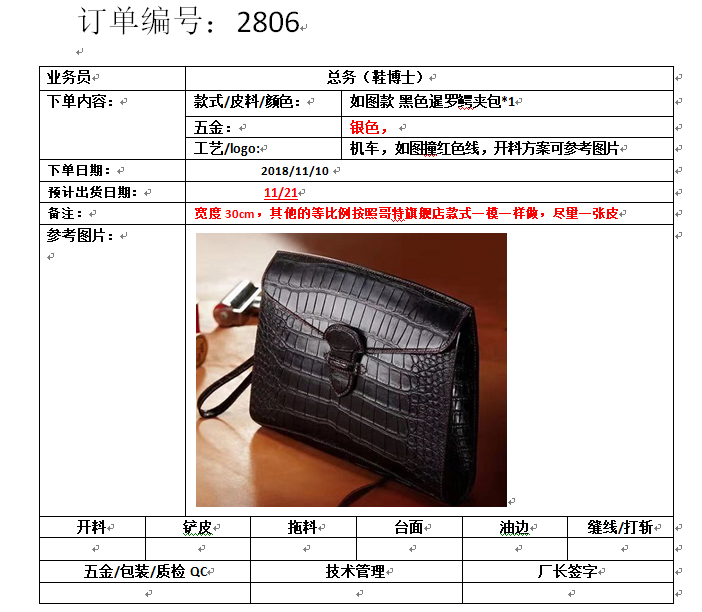 订单编号：2806
业务员
总务（鞋博士）
下单内容：
款式/皮料/颜色：
如图款 黑色暹罗鳄夹包*1
五金：
银色，
工艺/logo:
机车，如图撞红色线，开料方案可参考图片
下单日期：
2018/11/10
预计出货日期：
11/21
备注：
宽度 30cm，其他的等比例按照哥特旗舰店款式一模一样做，尽量一张皮
参考图片：
开料
铲皮
拖料
台面
油边
缝线/打斩
五金/包装/质检 QC
技术管理
厂长签字